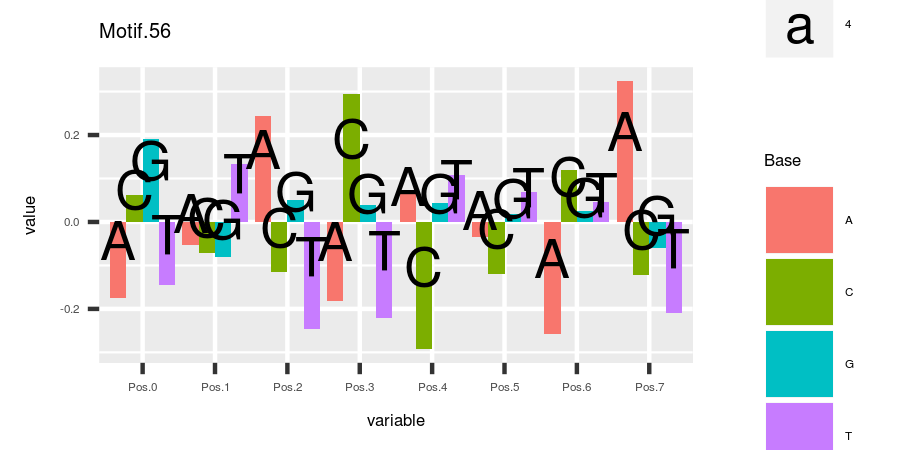 Motif.56
a 4
Base
A
C
G
T
value
0.2
0.0
-0.2
A C G T A C G T A C G T A C G T A C G T A C G T A C G T A C G T
Pos.0 Pos.1 Pos.2 Pos.3 Pos.4 Pos.5 Pos.6 Pos.7
variable